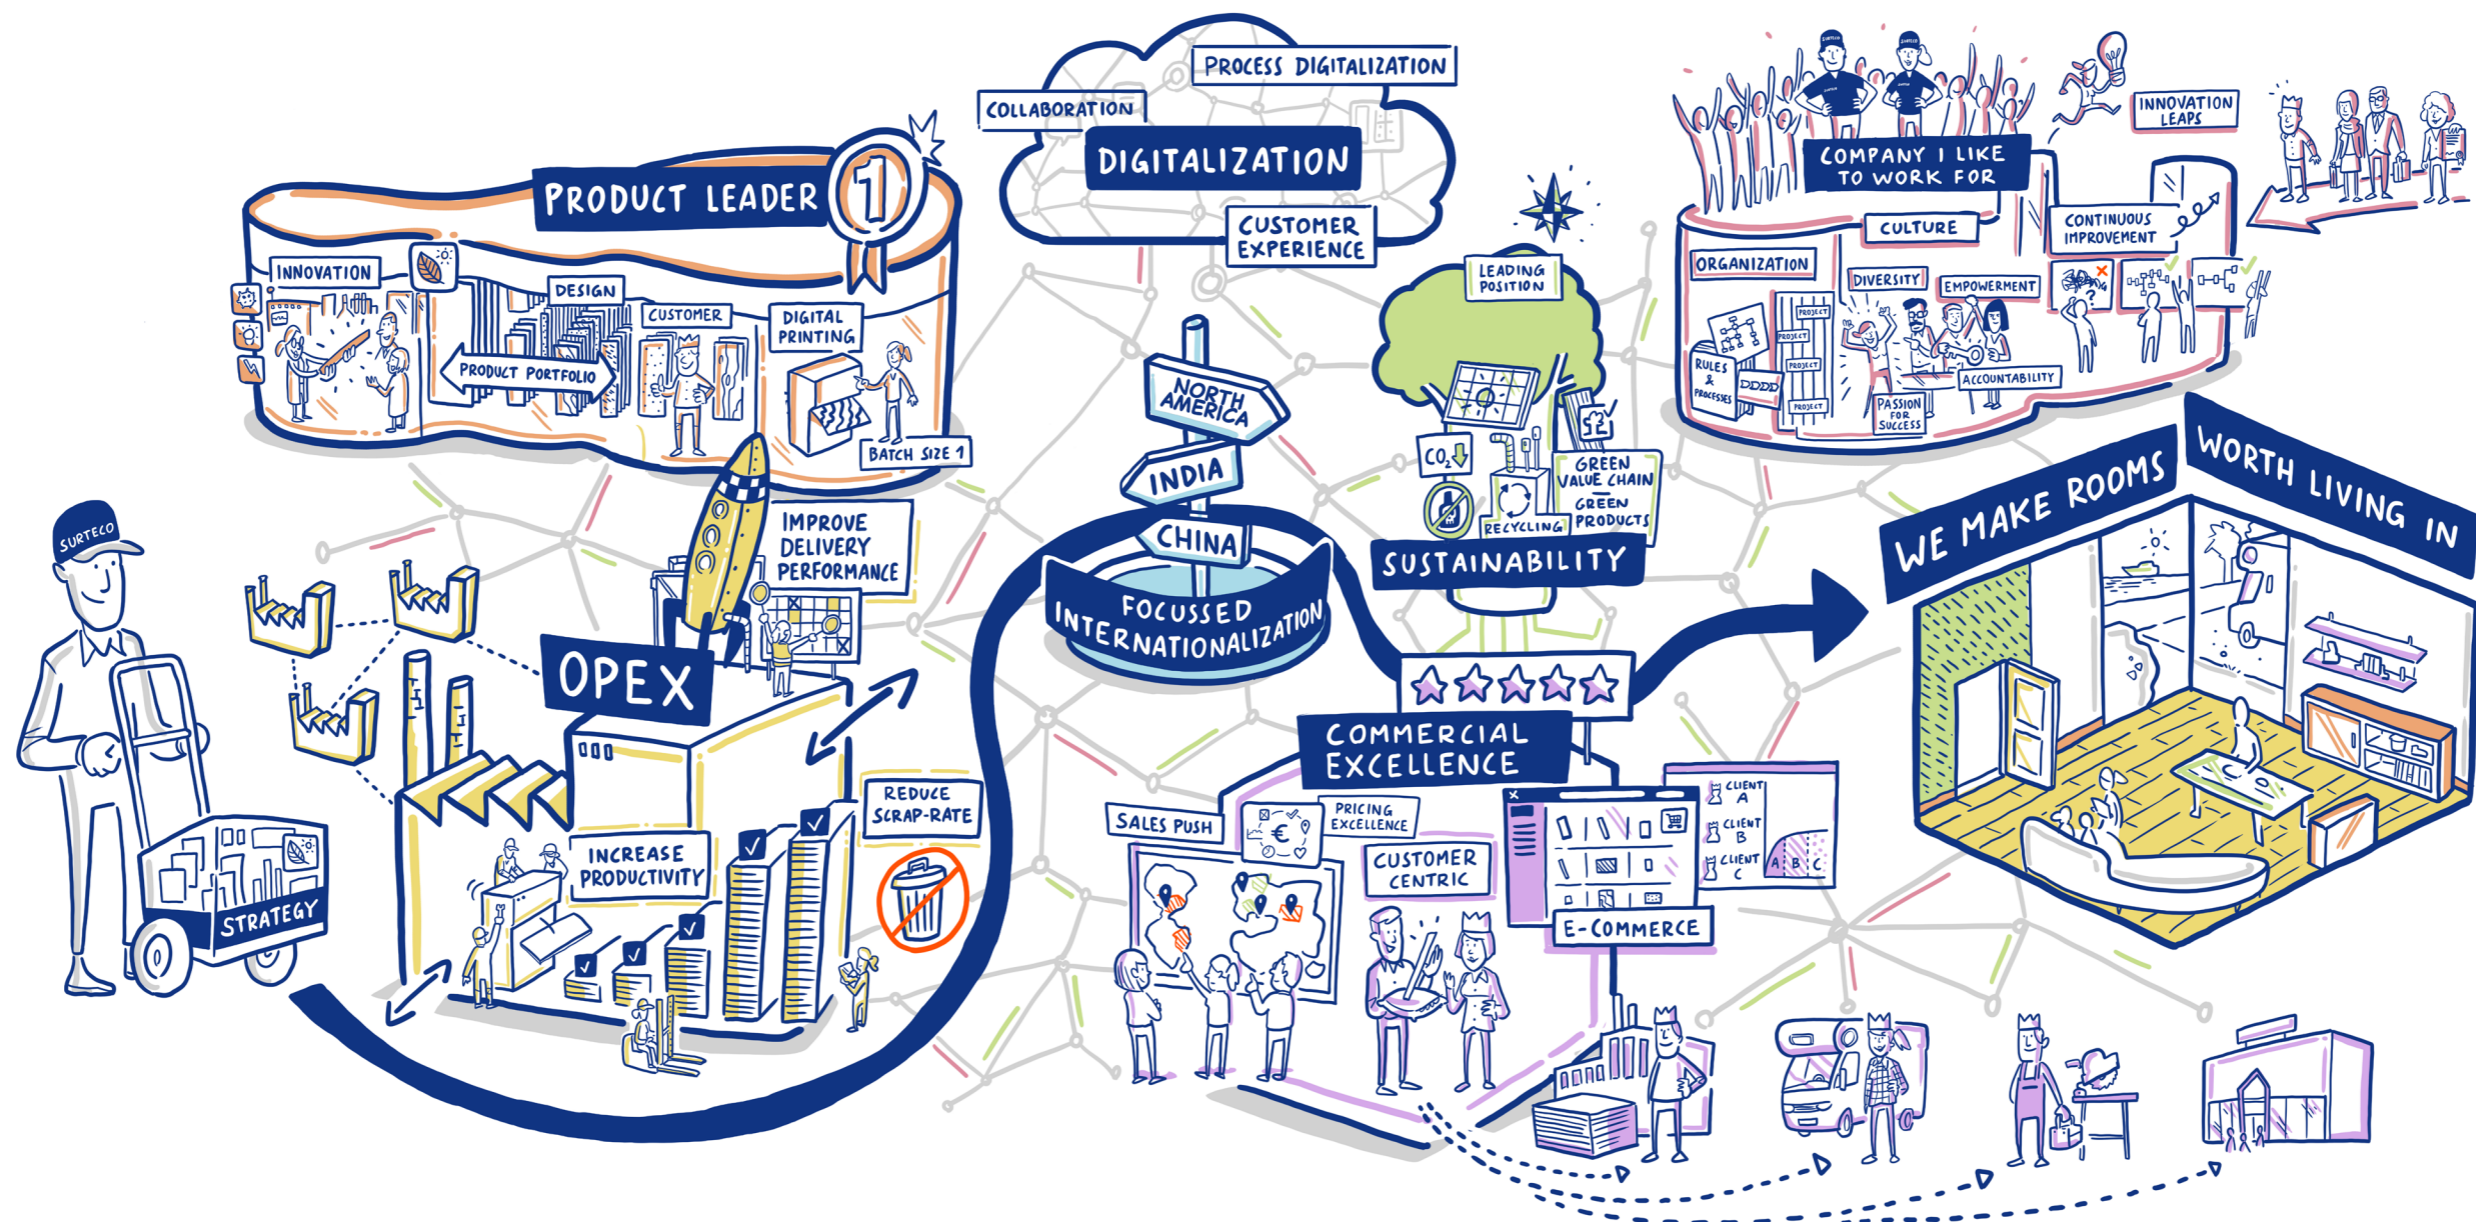 SURTECO
STRATEGY
PRODUCT LEADER
1
INNOVATION
DESIGN
PRODUCT PORTFOLIO
CUSTOMER
DIGITAL
PRINTING
BATCH SIZE 1
OPEX
IMPROVE
DELIVERY
PERFORMANCE
INCREASE
PRODUCTIVITY
REDUCE
SCRAP-RATE
COLLABORATION
PROCESS DIGITALIZATION
DIGITALIZATION
CUSTOMER
EXPERIENCE
NORTH
AMERICA
INDIA
CHINA
FOCUSSED
INTERNATIONALIZATION
LEADING
POSITION
CO₂
RECYCLING
GREEN
VALUE CHAIN
–
GREEN
PRODUCTS
SUSTAINABILITY
COMMERCIAL
EXCELLENCE
SALES PUSH
€
PRICING
EXCELLENCE
CUSTOMER
CENTRIC
X
E-COMMERCE
CLIENT
A
CLIENT
B
CLIENT
C
A B C
SURTECO
SURTECO
COMPANY I LIKE
TO WORK FOR
INNOVATION
LEAPS
ORGANIZATION
RULES
&
PROCESSES
PROJECT
PROJECT
PROJECT
PROJECT
CULTURE
DIVERSITY
EMPOWERMENT
PASSION
FOR
SUCCESS
ACCOUNTABILITY
CONTINUOUS
IMPROVEMENT
?
WE MAKE ROOMS
WORTH LIVING IN